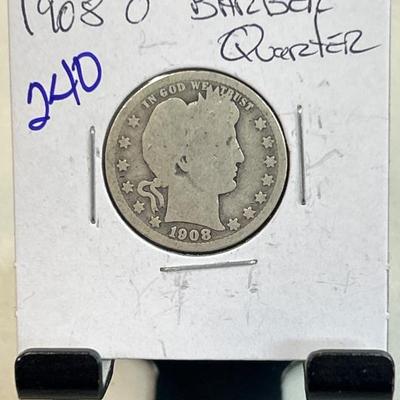 1908 O BARBER
QUARTER
240
IN GOD WE TRUST
1908